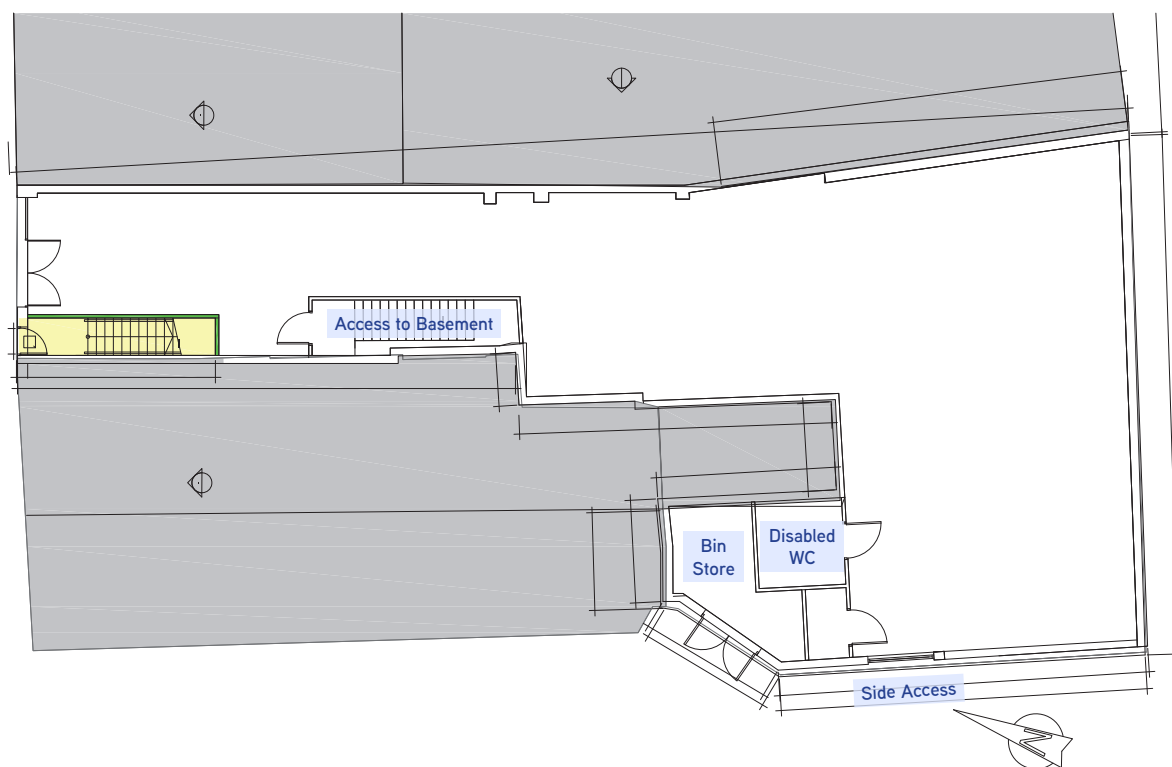 Access to Basement
Bin
Store
Disabled
WC
Side Access
N